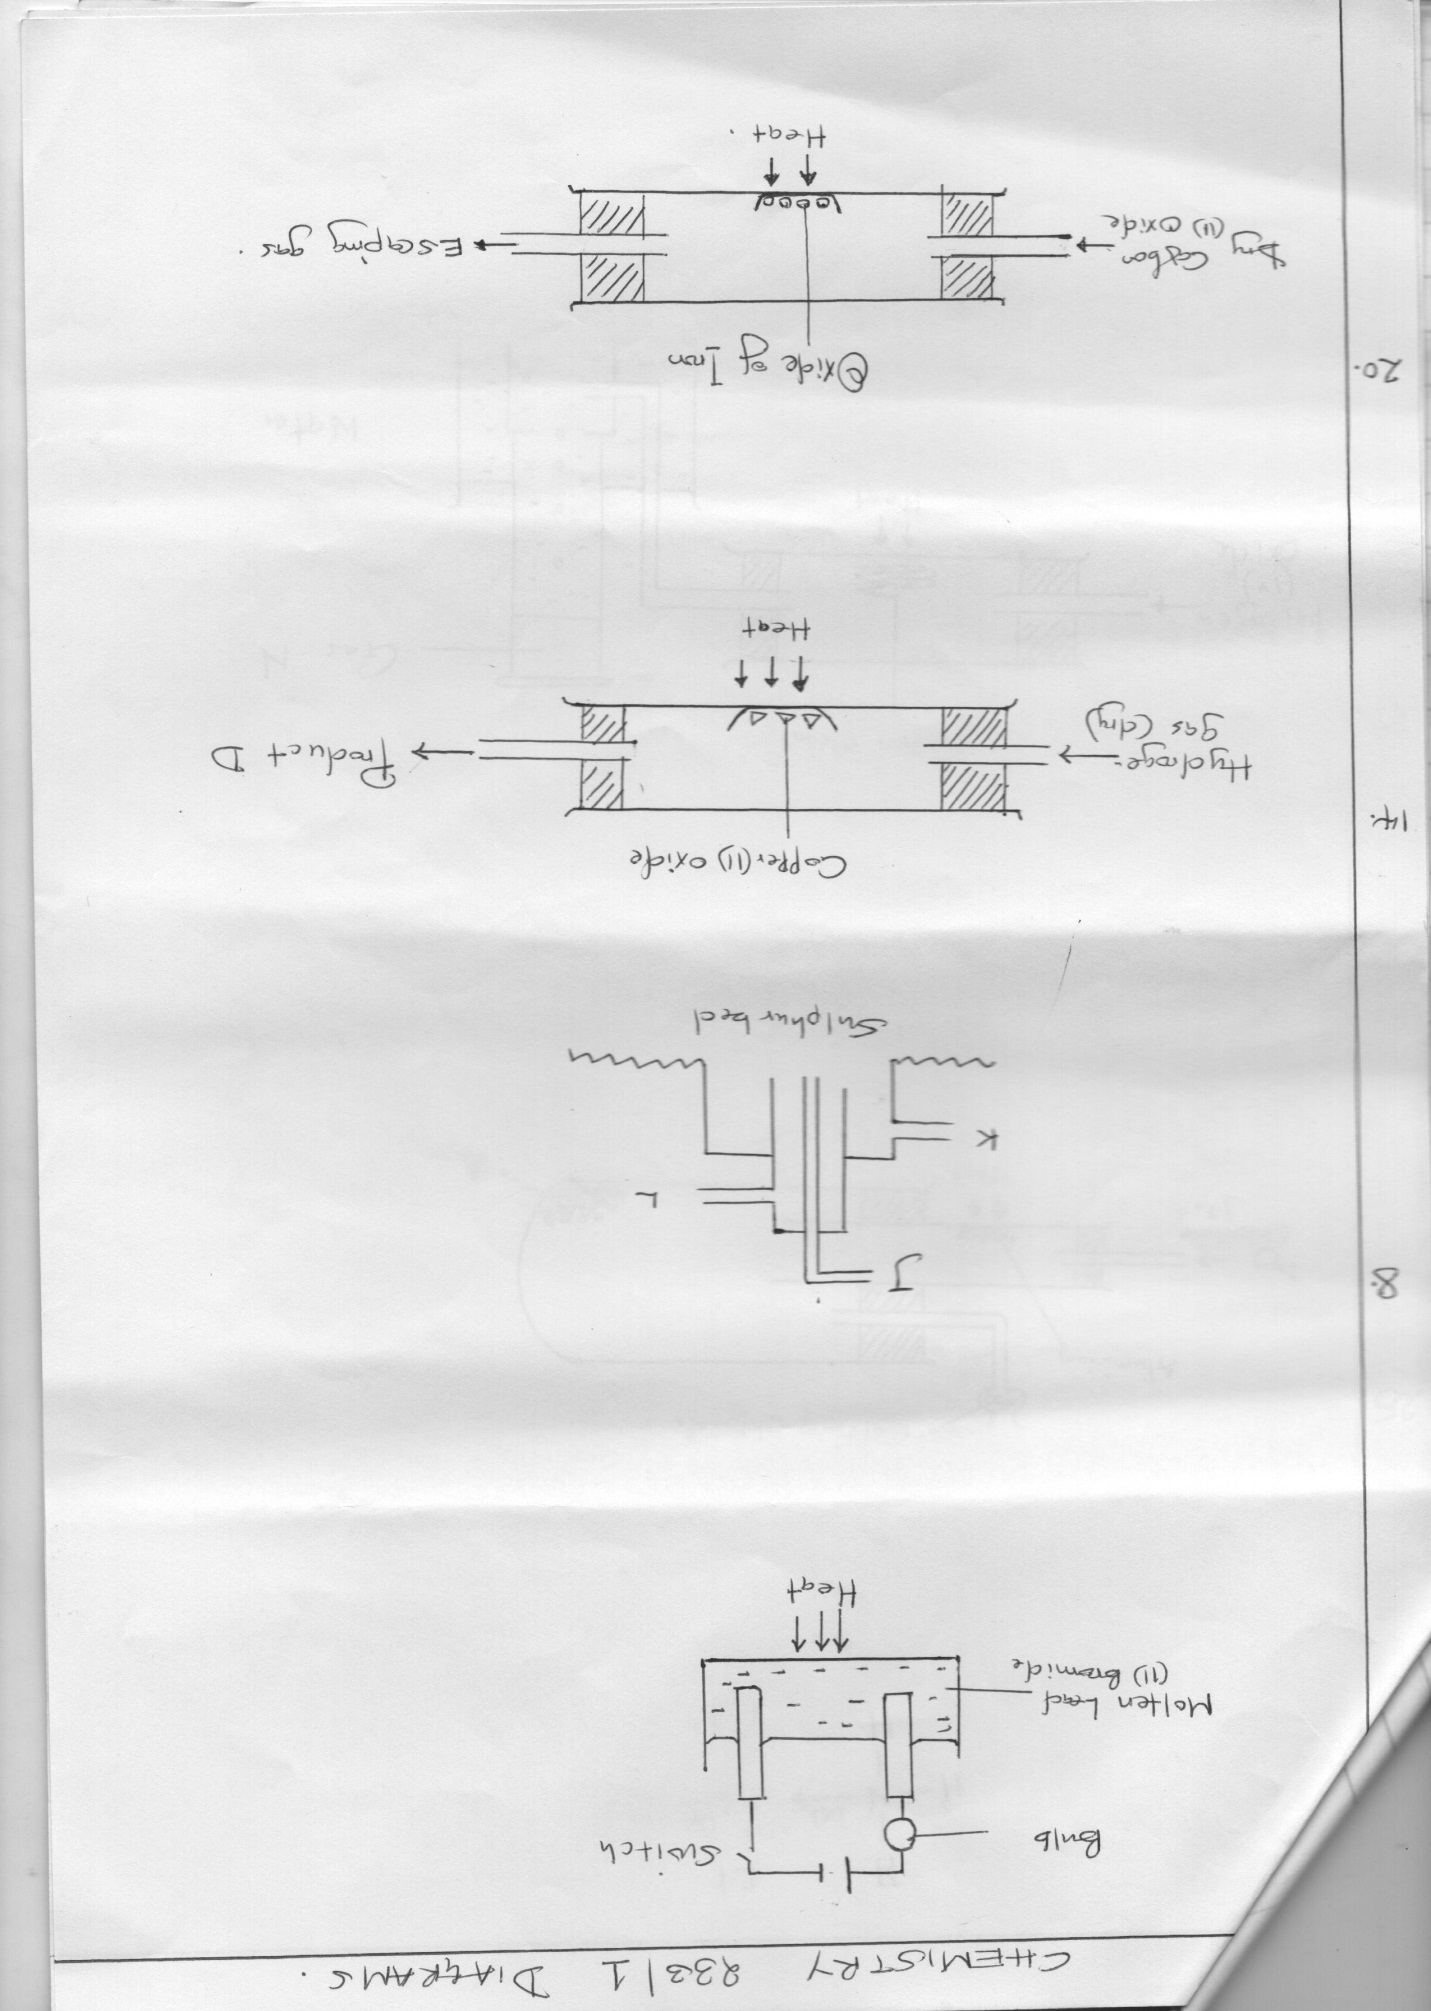 CHEMISTRY 233/1 DIAGRAMS.
Bulb
Switch
Molten Lead
(II) Bromide
Heat
8.
J
L
K
Sulphur bed
14.
Copper (II) oxide
Hydroge
gas (dry)
Product D
Heat
20.
Oxide of Iron
Dry Carbon
(II) Oxide
Escaping gas.
Heat.